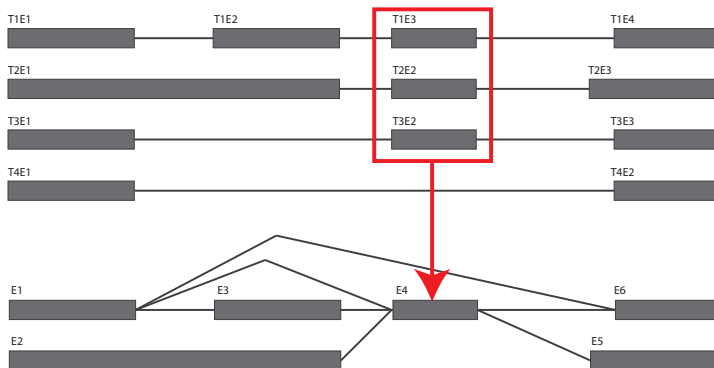 T1E1 T1E2 T1E3 T1E4
T2E1 T2E2 T2E3
T3E1 T3E2 T3E3
T4E1 T4E2
E1 E3 E4 E6
E2 E5